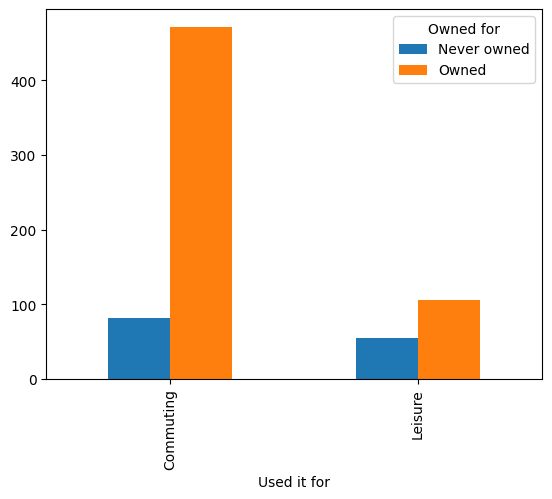 Owned for
Never owned
Owned
400
300
200
100
0
Commuting
Leisure
Used it for